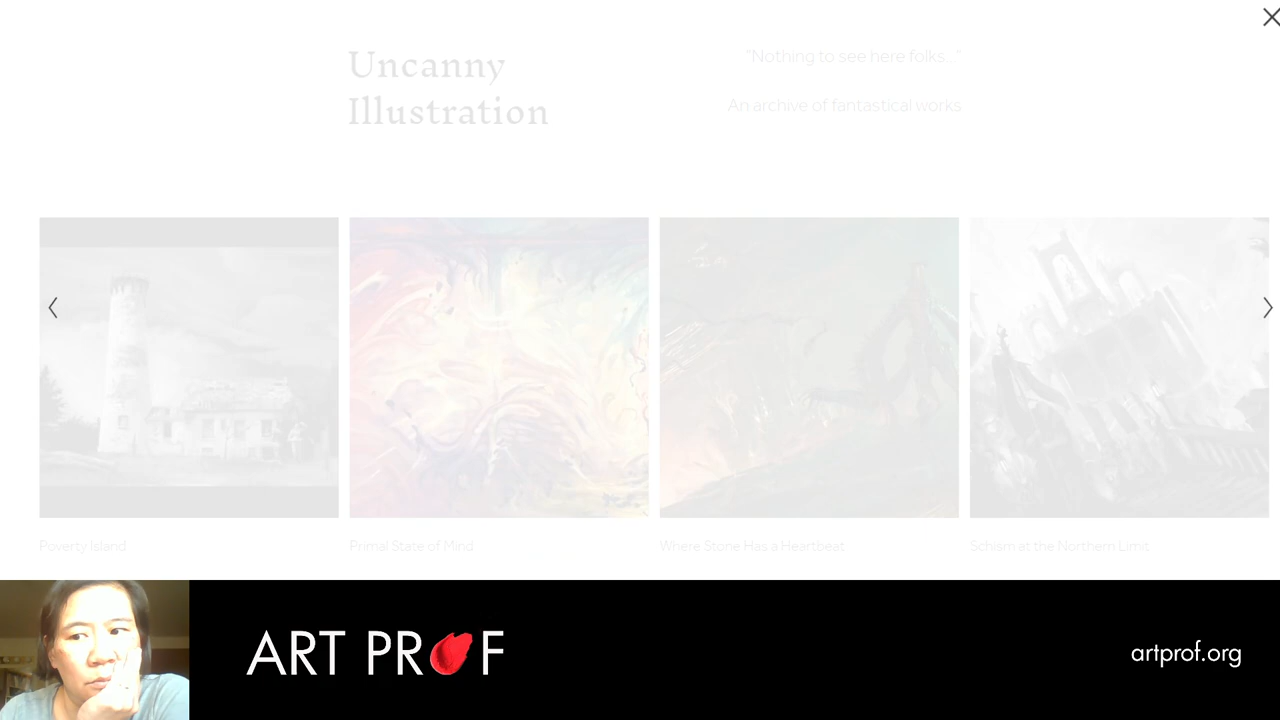 Uncanny
Illustration
"Nothing to see here folks.. "
An archive of fantastical works
Poverty Island
Primal State of Mind
Where Stone Has a Heartbeat
Schism at the Northern Limit
ART PROF
artprof.org